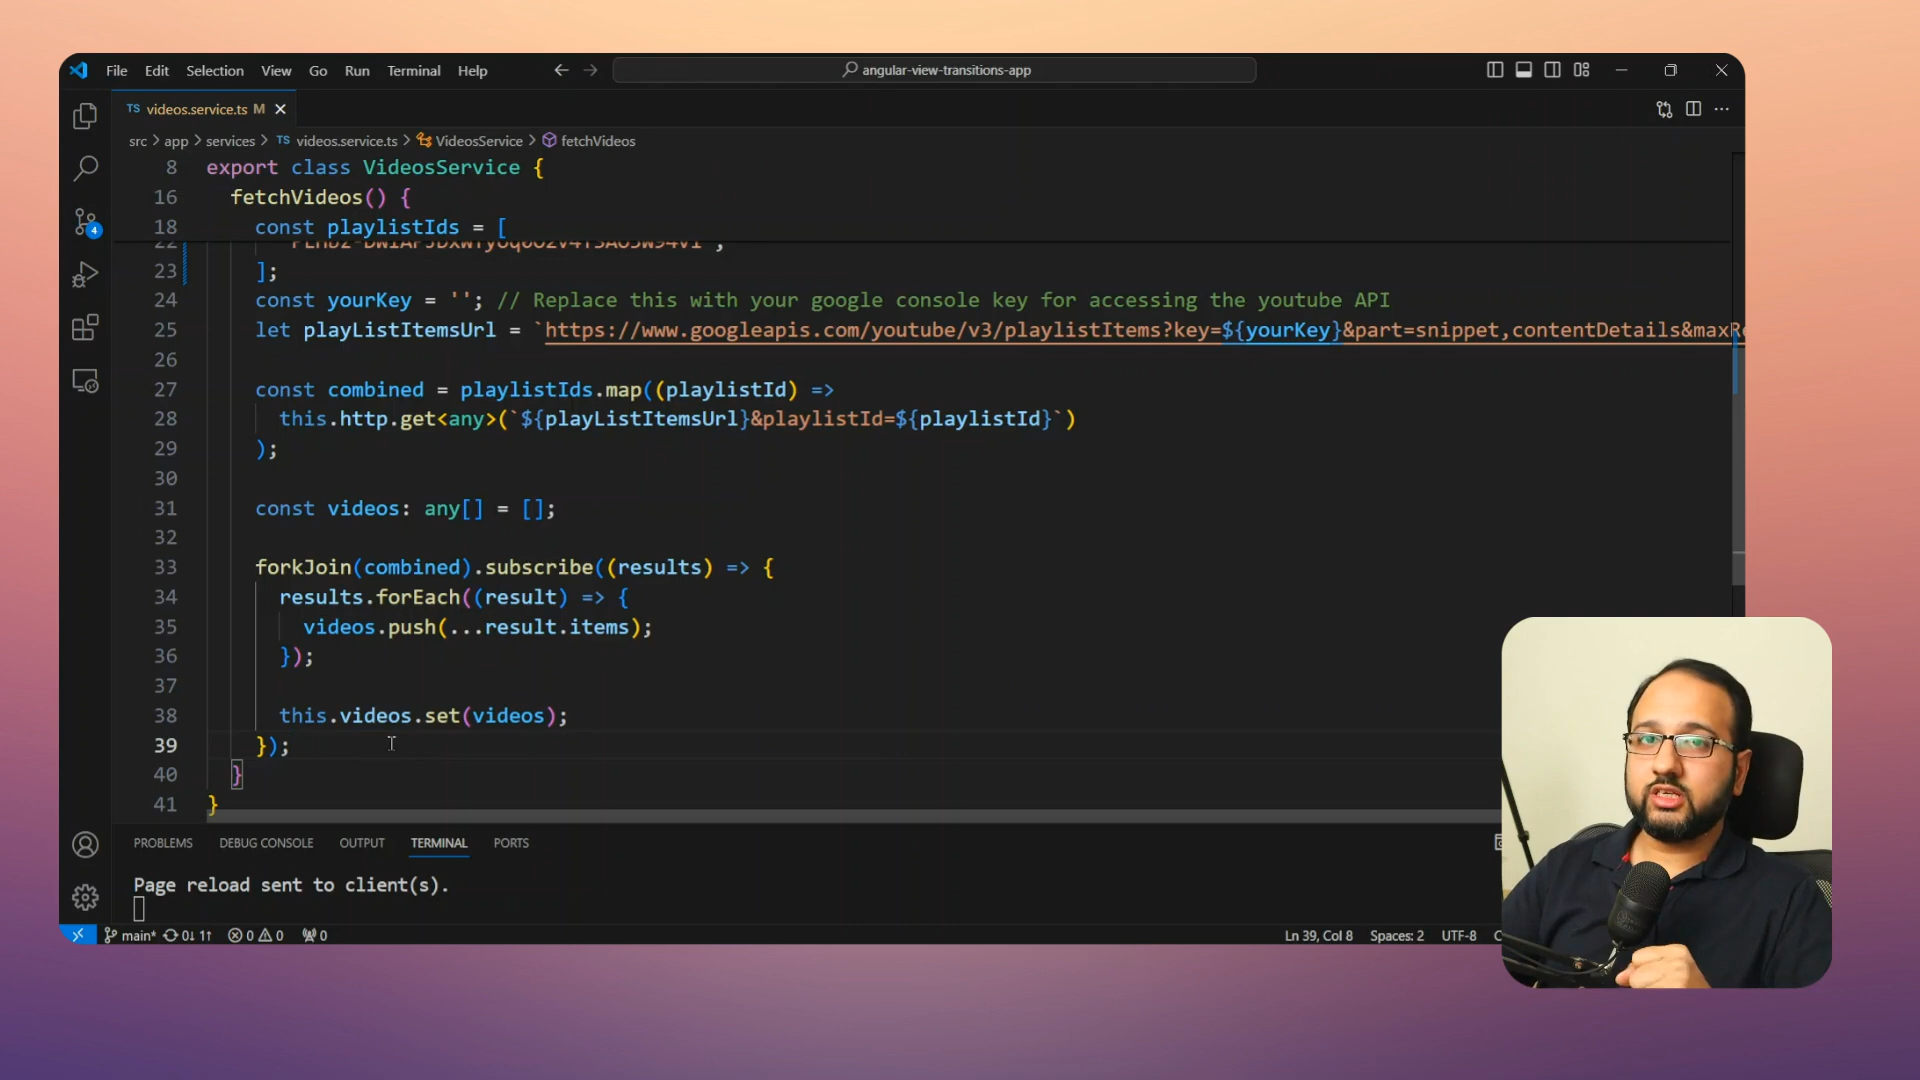 File Edit Selection View Go Run Terminal Help
angular-view-transitions-app
TS videos.service.ts M
src > app > services > TS videos.service.ts > VideosService > fetchVideos
8 export class VideosService {
16 fetchVideos() {
18 const playlistIds = [
23 ];
24 const yourKey = ''; // Replace this with your google console key for accessing the youtube API
25 let playListItemsUrl = `https://www.googleapis.com/youtube/v3/playlistItems?key=${yourKey}&part=snippet,contentDetails&maxRe
26
27 const combined = playlistIds.map((playlistId) =>
28 this.http.get<any>(`${playListItemsUrl}&playlistId=${playlistId}`)
29 );
30
31 const videos: any[] = [];
32
33 forkJoin(combined).subscribe((results) => {
34 results.forEach((result) => {
35 videos.push(...result.items);
36 });
37
38 this.videos.set(videos);
39 });
40 }
41 }
4
PROBLEMS DEBUG CONSOLE OUTPUT TERMINAL PORTS
Page reload sent to client(s).
main* 0↓ 1↑ 0 0 0 Ln 39, Col 8 Spaces: 2 UTF-8